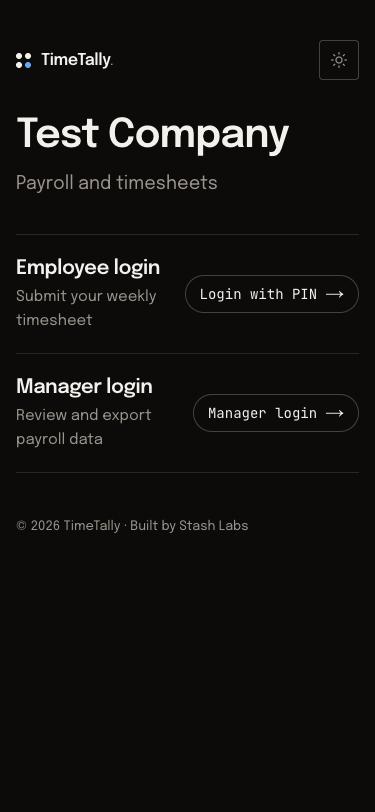 TimeTally.
Test Company
Payroll and timesheets
Employee login
Submit your weekly
timesheet
Login with PIN →
Manager login
Review and export
payroll data
Manager login →
© 2026 TimeTally · Built by Stash Labs